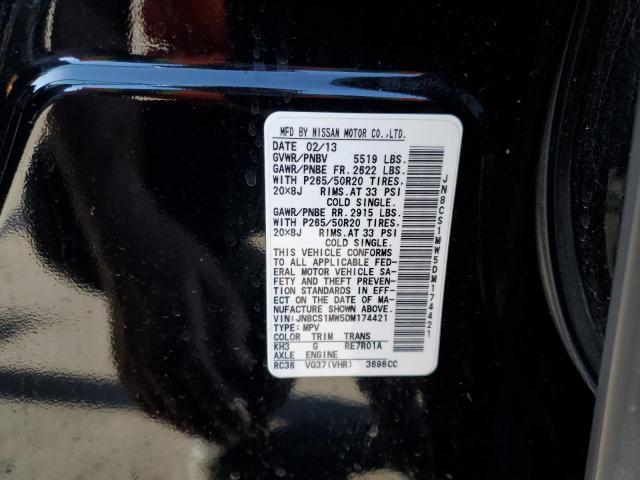 MFD BY NISSAN MOTOR CO.,LTD.
DATE 02/13
GVWR/PNBV 5519 LBS.
GAWR/PNBE FR. 2622 LBS.
WITH P265/50R20 TIRES.
20X8J RIMS.AT 33 PSI
COLD SINGLE.
GAWR/PNBE RR. 2915 LBS.
WITH P265/50R20 TIRES.
20X8J RIMS.AT 33 PSI
COLD SINGLE.
THIS VEHICLE CONFORMS
TO ALL APPLICABLE FED-
ERAL MOTOR VEHICLE SA-
FETY AND THEFT PREVEN-
TION STANDARDS IN EFF-
ECT ON THE DATE OF MA-
NUFACTURE SHOWN ABOVE.
VIN:JN8CS1MW5DM174421
TYPE: MPV
COLOR TRIM TRANS
KH3 G RE7R01A
AXLE ENGINE
RC36 VQ37(VHR) 3696CC
JN8CS1MW5DM174421